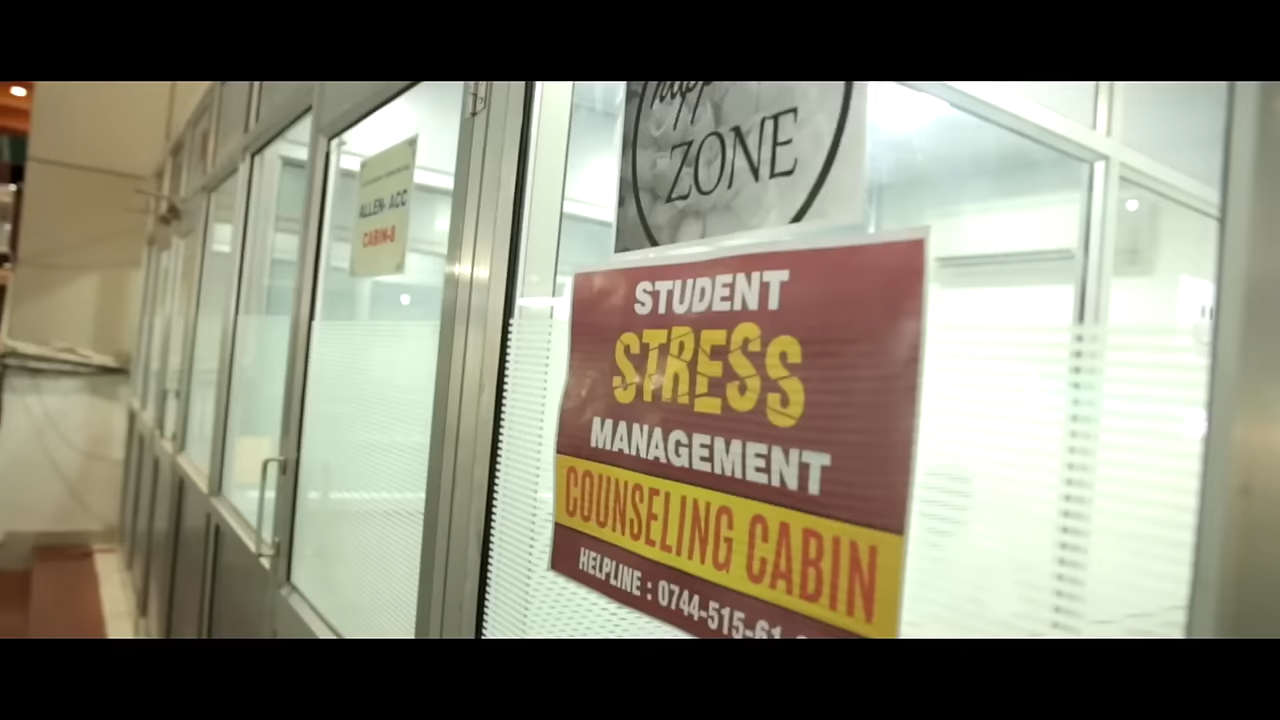 ZONE
STUDENT
STRESS
MANAGEMENT
COUNSELING CABIN
HELPLINE : 0744-515-61
ALLEN- ACC
CABIN-8